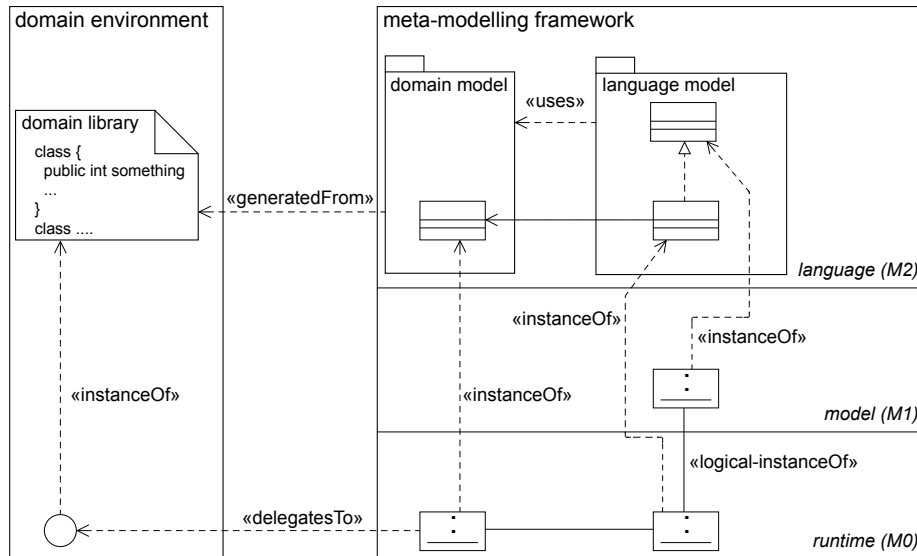 domain environment
meta-modelling framework
domain model
language model
«uses»
domain library
class {
public int something
...
}
class ....
«generatedFrom»
language (M2)
«instanceOf»
«instanceOf»
«instanceOf»
«instanceOf»
:
model (M1)
«logical-instanceOf»
«delegatesTo»
:
:
runtime (M0)